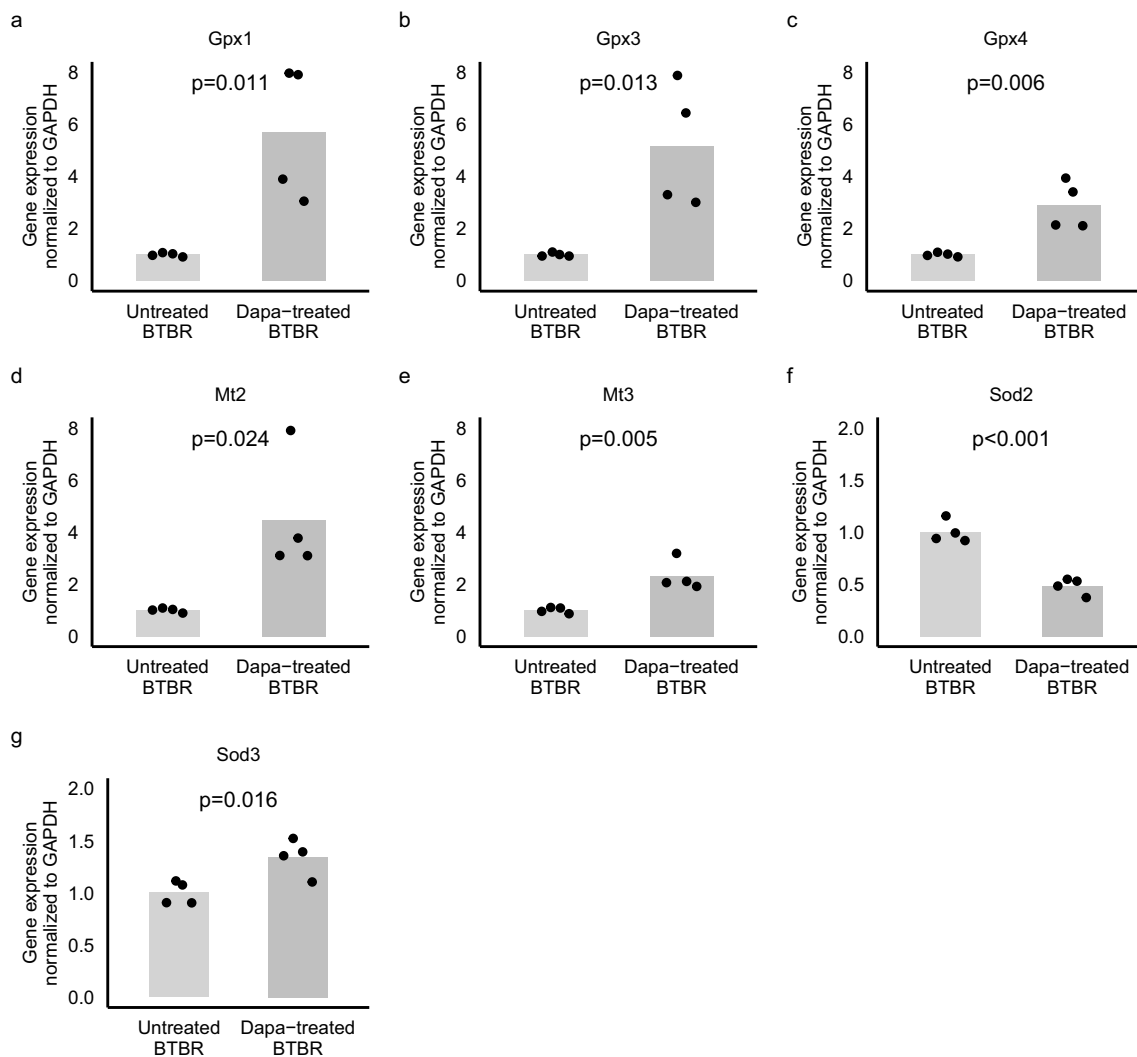 a
Gpx1
Gene expression
normalized to GAPDH
8
6
4
2
0
p=0.011
Untreated
BTBR
Dapa−treated
BTBR
b
Gpx3
Gene expression
normalized to GAPDH
8
6
4
2
0
p=0.013
Untreated
BTBR
Dapa−treated
BTBR
c
Gpx4
Gene expression
normalized to GAPDH
8
6
4
2
0
p=0.006
Untreated
BTBR
Dapa−treated
BTBR
d
Mt2
Gene expression
normalized to GAPDH
8
6
4
2
0
p=0.024
Untreated
BTBR
Dapa−treated
BTBR
e
Mt3
Gene expression
normalized to GAPDH
8
6
4
2
0
p=0.005
Untreated
BTBR
Dapa−treated
BTBR
f
Sod2
Gene expression
normalized to GAPDH
2.0
1.5
1.0
0.5
0.0
p<0.001
Untreated
BTBR
Dapa−treated
BTBR
g
Sod3
Gene expression
normalized to GAPDH
2.0
1.5
1.0
0.5
0.0
p=0.016
Untreated
BTBR
Dapa−treated
BTBR